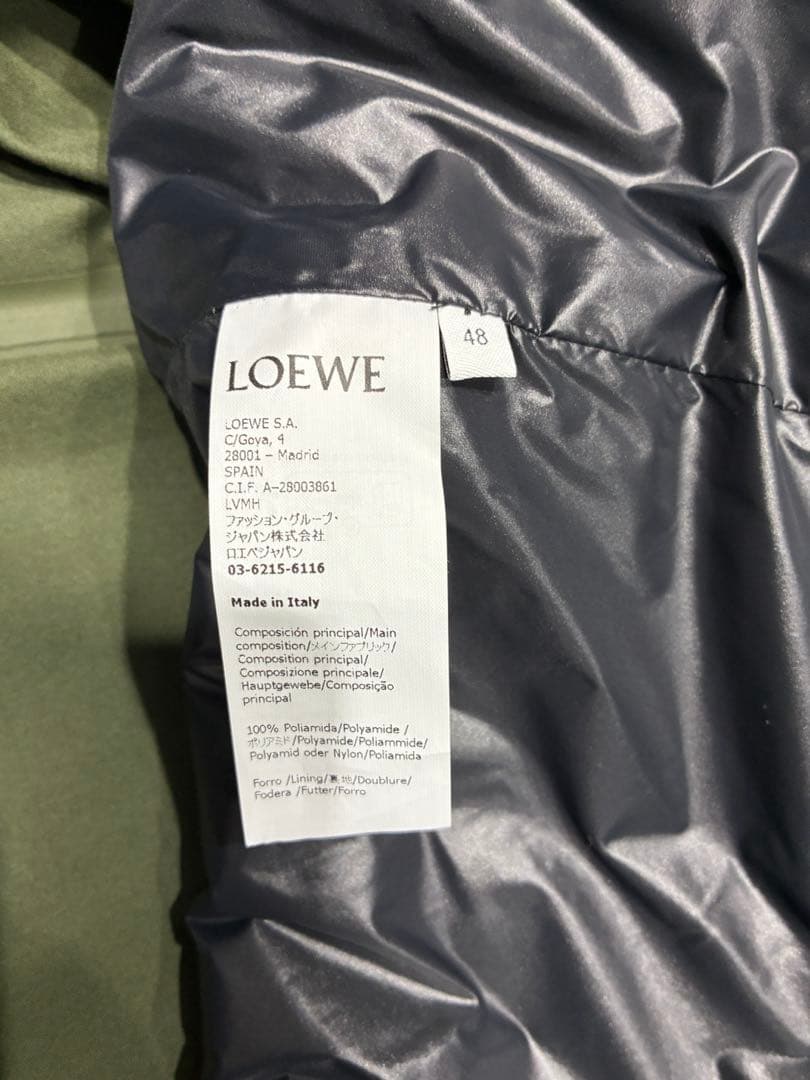 LOEWE
48
LOEWE S.A.
C/Goya, 4
28001 – Madrid
SPAIN
C.I.F. A-28003861
LVMH
ファッション・グループ・
ジャパン株式会社
ロエベジャパン
03-6215-6116
Made in Italy
Composición principal/Main
composition/メインファブリック/
Composition principal/
Composizione principale/
Hauptgewebe/Composição
principal
100% Poliamida/Polyamide /
ポリアミド/Polyamide/Poliammide/
Polyamid oder Nylon/Poliamida
Forro /Lining/裏地/Doublure/
Fodera /Futter/Forro